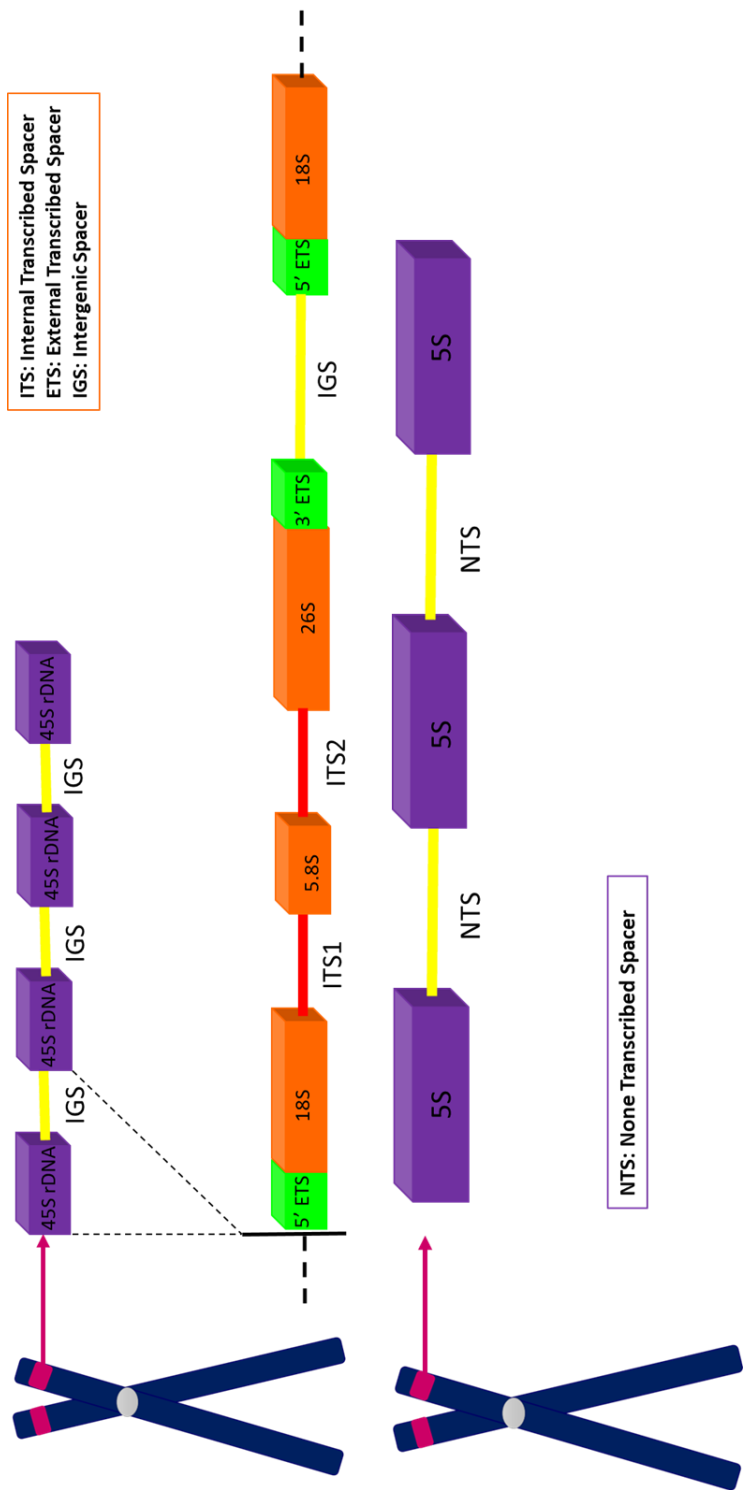 ITS: Internal Transcribed Spacer
ETS: External Transcribed Spacer
IGS: Intergenic Spacer
45S rDNA
IGS
45S rDNA
IGS
45S rDNA
IGS
45S rDNA
5' ETS
18S
ITS1
5.8S
ITS2
26S
3' ETS
IGS
5' ETS
18S
5S
NTS
5S
NTS
5S
NTS: None Transcribed Spacer